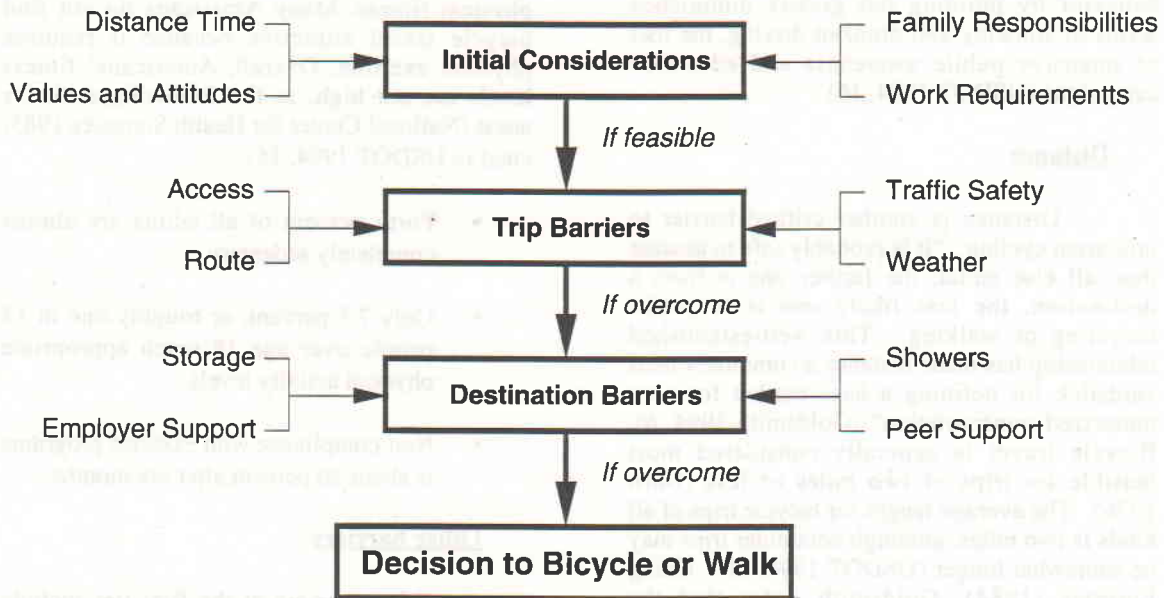 Distance Time
Family Responsibilities
Initial Considerations
Values and Attitudes
Work Requirementts
If feasible
Access
Traffic Safety
Trip Barriers
Route
Weather
If overcome
Storage
Showers
Destination Barriers
Employer Support
Peer Support
If overcome
Decision to Bicycle or Walk